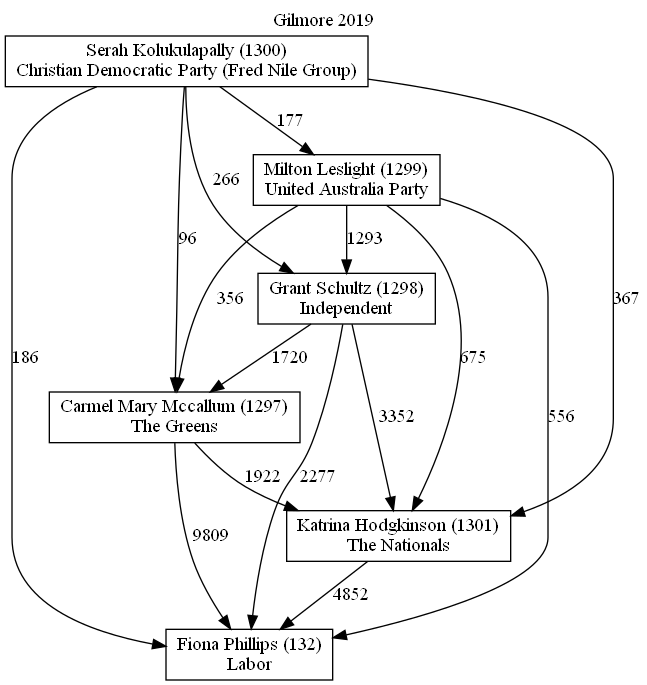 Gilmore 2019
Serah Kolukulapally (1300)
Christian Democratic Party (Fred Nile Group)
177
Milton Leslight (1299)
United Australia Party
266
96
1293
367
Grant Schultz (1298)
Independent
356
186
1720
675
Carmel Mary Mccallum (1297)
The Greens
3352
556
1922
2277
Katrina Hodgkinson (1301)
The Nationals
9809
4852
Fiona Phillips (132)
Labor